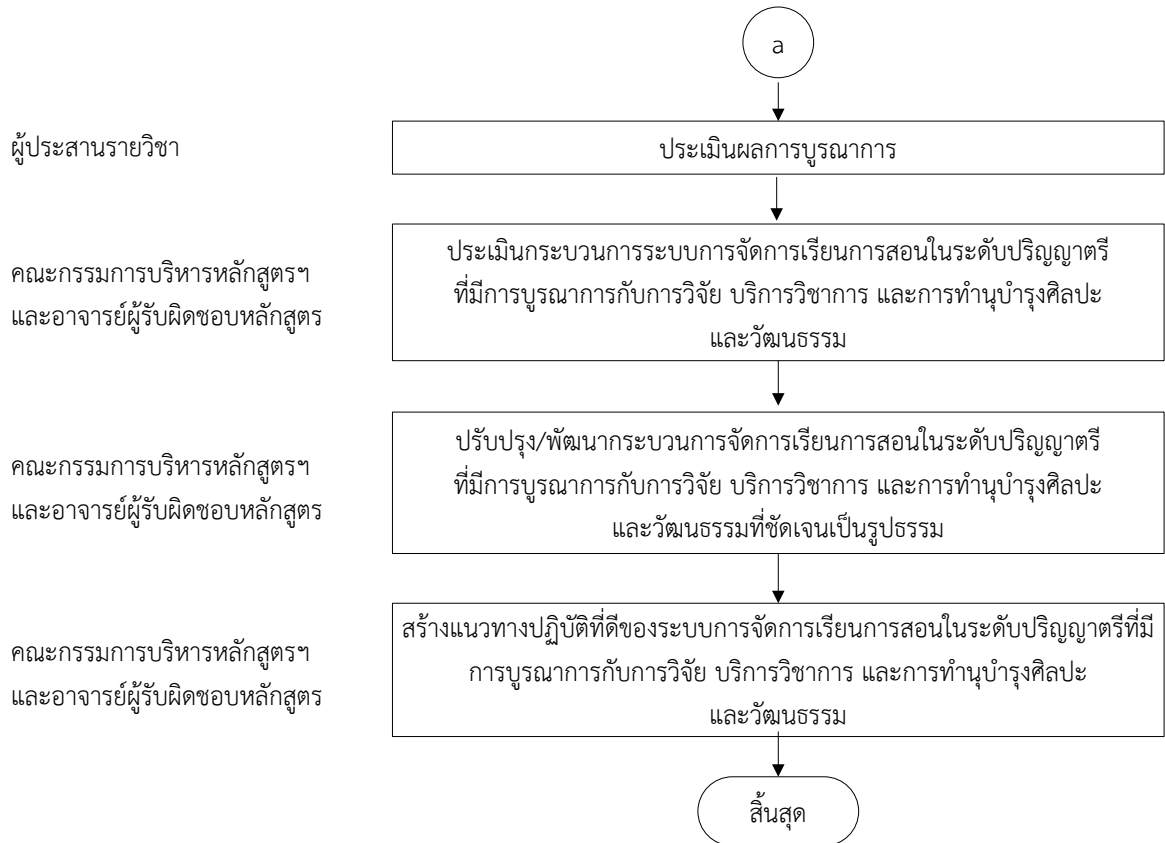 a
ผู้ประสานรายวิชา
ประเมินผลการบูรณาการ
คณะกรรมการบริหารหลักสูตรฯ
และอาจารย์ผู้รับผิดชอบหลักสูตร
ประเมินกระบวนการระบบการจัดการเรียนการสอนในระดับปริญญาตรี
ที่มีการบูรณาการกับการวิจัย บริการวิชาการ และการทำนุบำรุงศิลปะ
และวัฒนธรรม
คณะกรรมการบริหารหลักสูตรฯ
และอาจารย์ผู้รับผิดชอบหลักสูตร
ปรับปรุง/พัฒนากระบวนการจัดการเรียนการสอนในระดับปริญญาตรี
ที่มีการบูรณาการกับการวิจัย บริการวิชาการ และการทำนุบำรุงศิลปะ
และวัฒนธรรมที่ชัดเจนเป็นรูปธรรม
คณะกรรมการบริหารหลักสูตรฯ
และอาจารย์ผู้รับผิดชอบหลักสูตร
สร้างแนวทางปฏิบัติที่ดีของระบบการจัดการเรียนการสอนในระดับปริญญาตรีที่มี
การบูรณาการกับการวิจัย บริการวิชาการ และการทำนุบำรุงศิลปะ
และวัฒนธรรม
สิ้นสุด